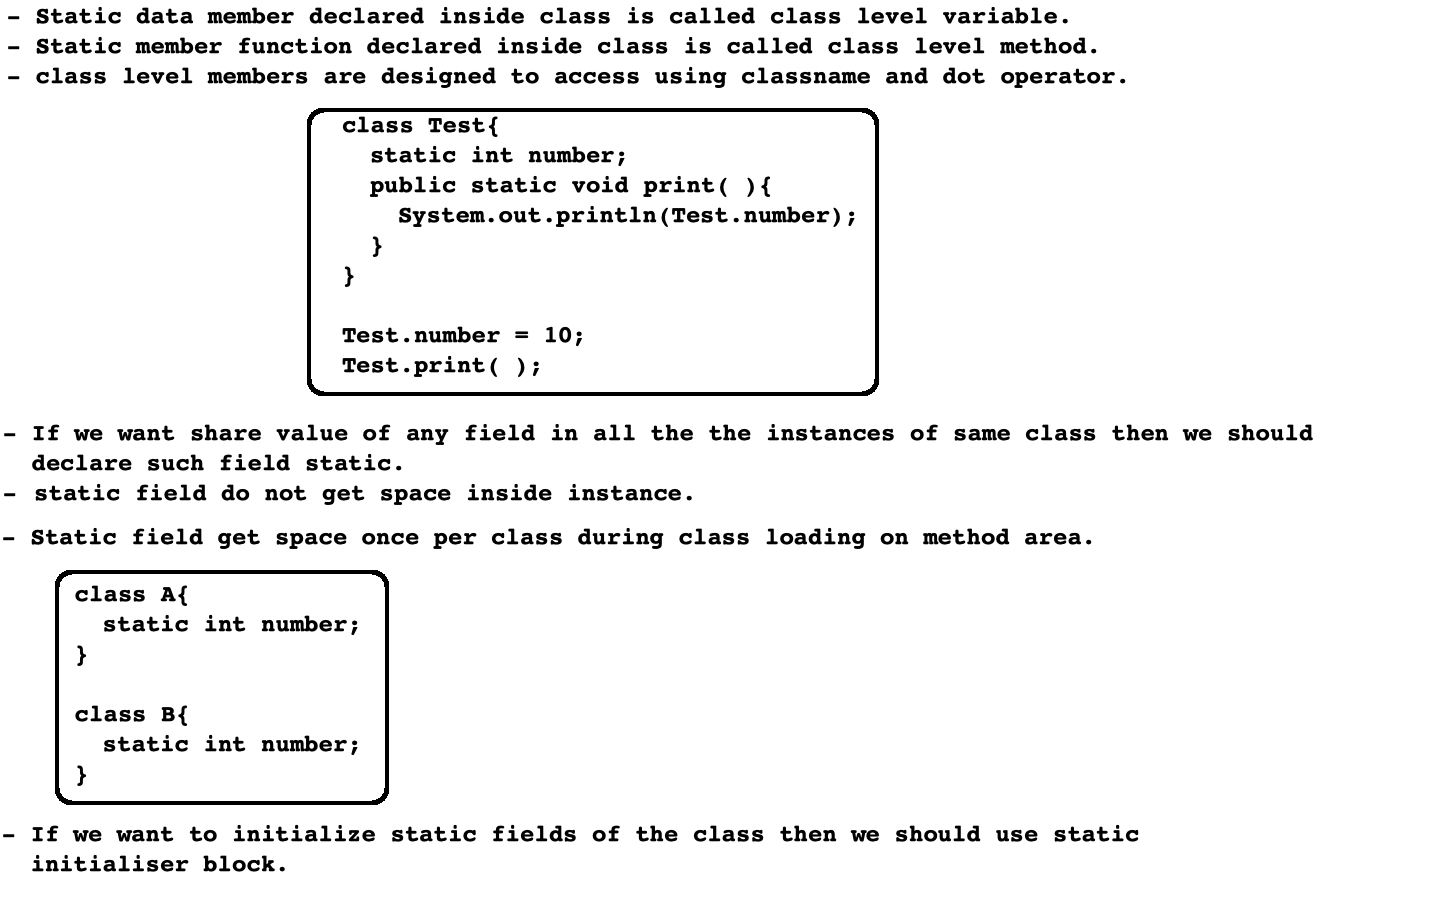 - Static data member declared inside class is called class level variable.
- Static member function declared inside class is called class level method.
- class level members are designed to access using classname and dot operator.
class Test{
  static int number;
  public static void print( ){
    System.out.println(Test.number);
  }
}
Test.number = 10;
Test.print( );
- If we want share value of any field in all the the instances of same class then we should
  declare such field static.
- static field do not get space inside instance.
- Static field get space once per class during class loading on method area.
class A{
  static int number;
}
class B{
  static int number;
}
- If we want to initialize static fields of the class then we should use static
  initialiser block.